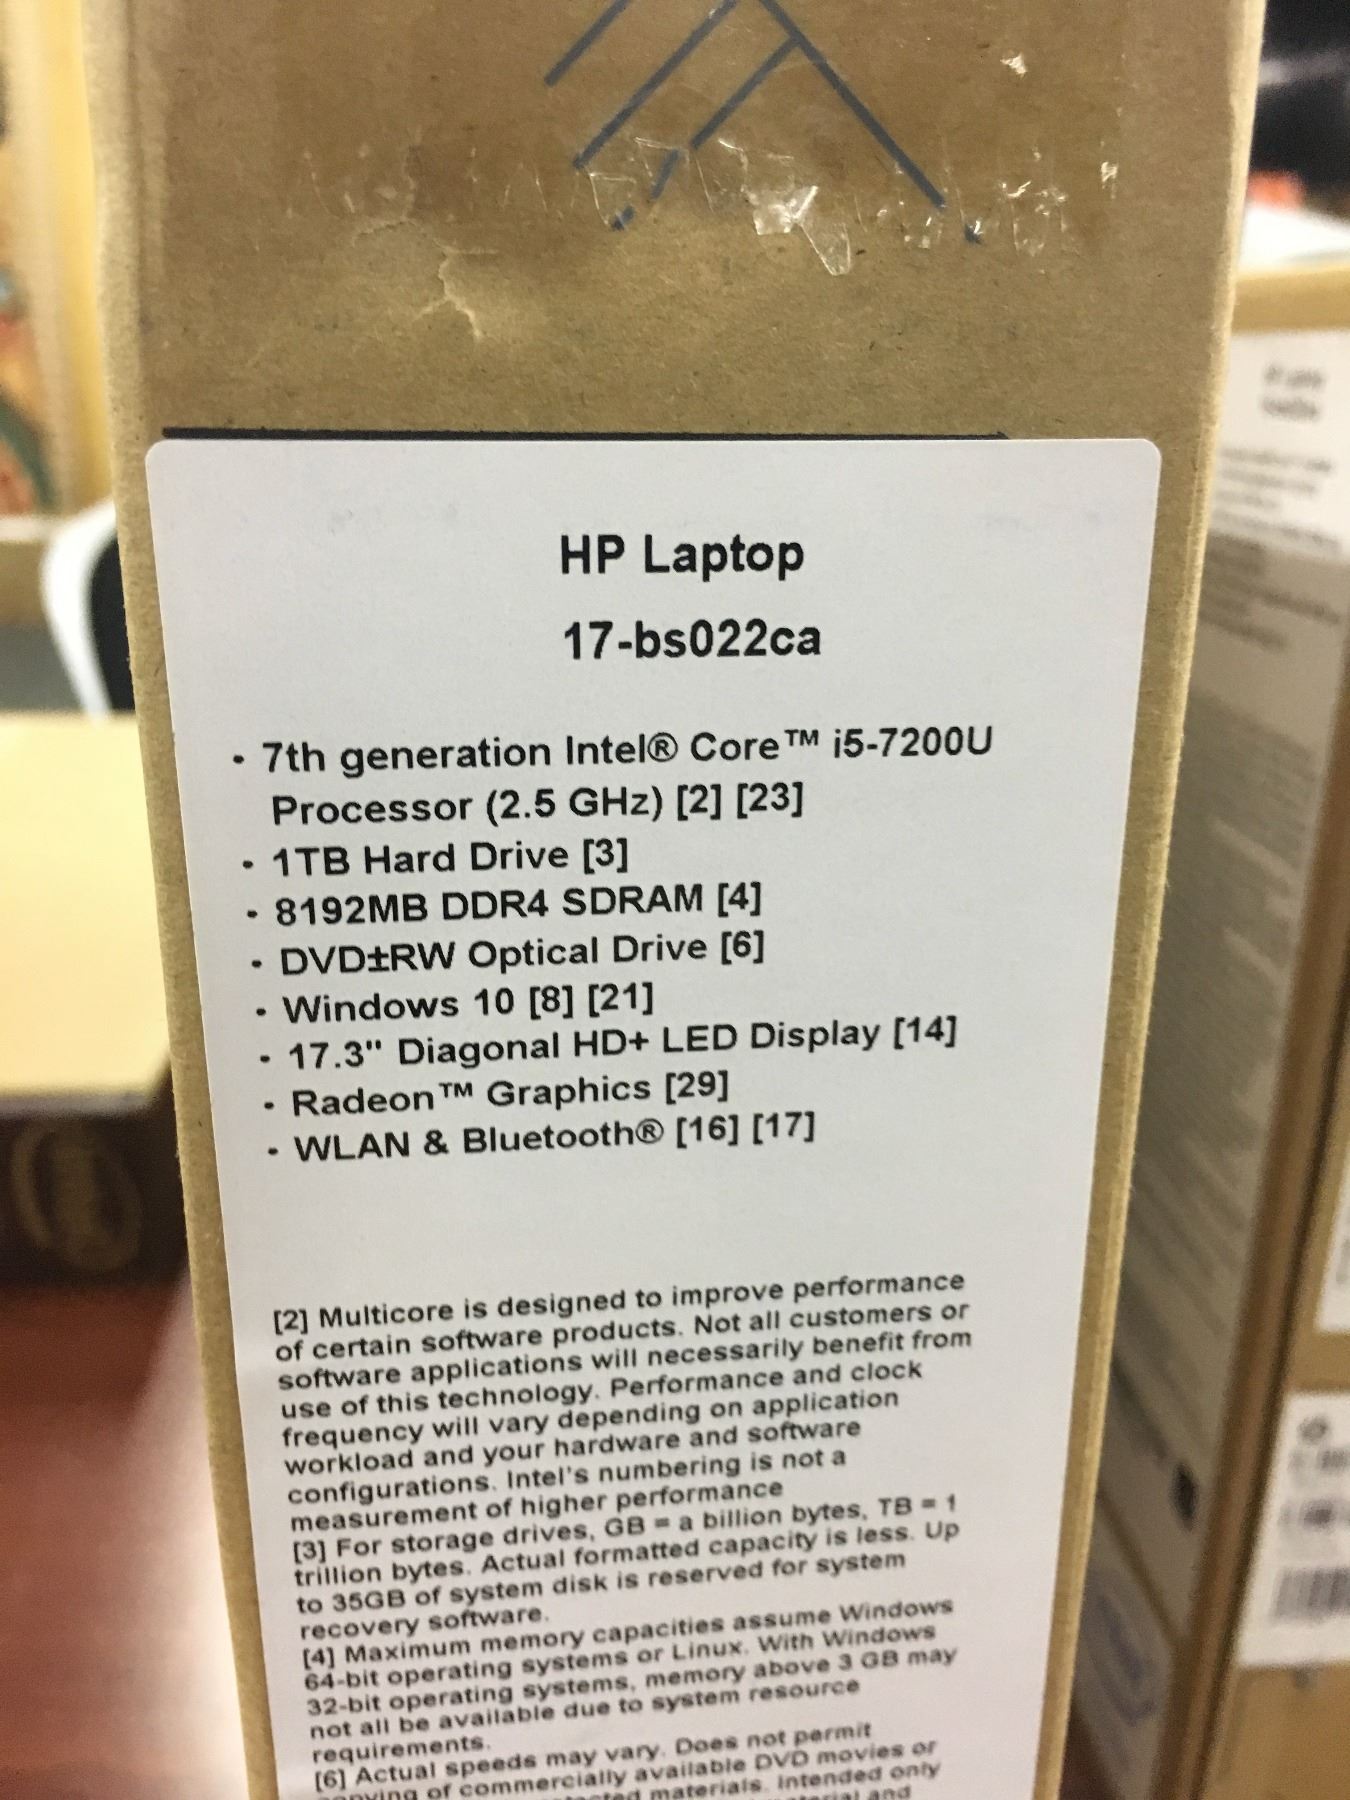 HP Laptop
17-bs022ca
• 7th generation Intel® Core™ i5-7200U
Processor (2.5 GHz) [2] [23]
• 1TB Hard Drive [3]
• 8192MB DDR4 SDRAM [4]
• DVD±RW Optical Drive [6]
• Windows 10 [8] [21]
• 17.3" Diagonal HD+ LED Display [14]
• Radeon™ Graphics [29]
• WLAN & Bluetooth® [16] [17]
[2] Multicore is designed to improve performance
of certain software products. Not all customers or
software applications will necessarily benefit from
use of this technology. Performance and clock
frequency will vary depending on application
workload and your hardware and software
configurations. Intel's numbering is not a
measurement of higher performance
[3] For storage drives, GB = a billion bytes, TB = 1
trillion bytes. Actual formatted capacity is less. Up
to 35GB of system disk is reserved for system
recovery software.
[4] Maximum memory capacities assume Windows
64-bit operating systems or Linux. With Windows
32-bit operating systems, memory above 3 GB may
not all be available due to system resource
requirements.
[6] Actual speeds may vary. Does not permit
copying of commercially available DVD movies or
materials. Intended only
and